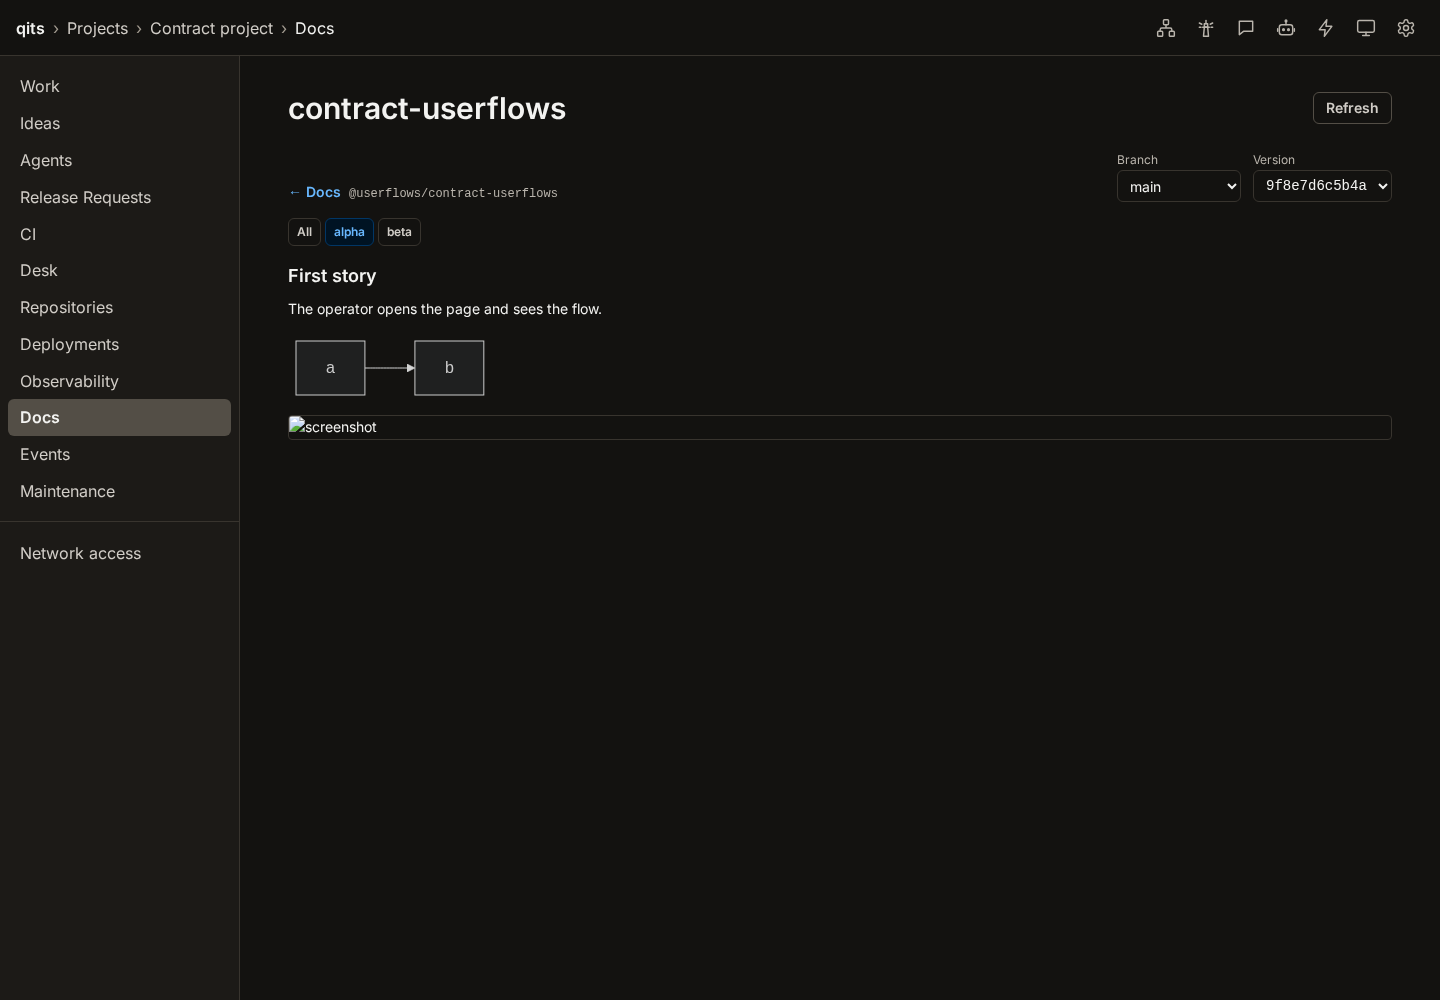 qits › Projects › Contract project › Docs
Work
Ideas
Agents
Release Requests
CI
Desk
Repositories
Deployments
Observability
Docs
Events
Maintenance
Network access
contract-userflows
Refresh
Branch
Version
← Docs @userflows/contract-userflows
main
9f8e7d6c5b4a
All
alpha
beta
First story
The operator opens the page and sees the flow.
a
b
screenshot